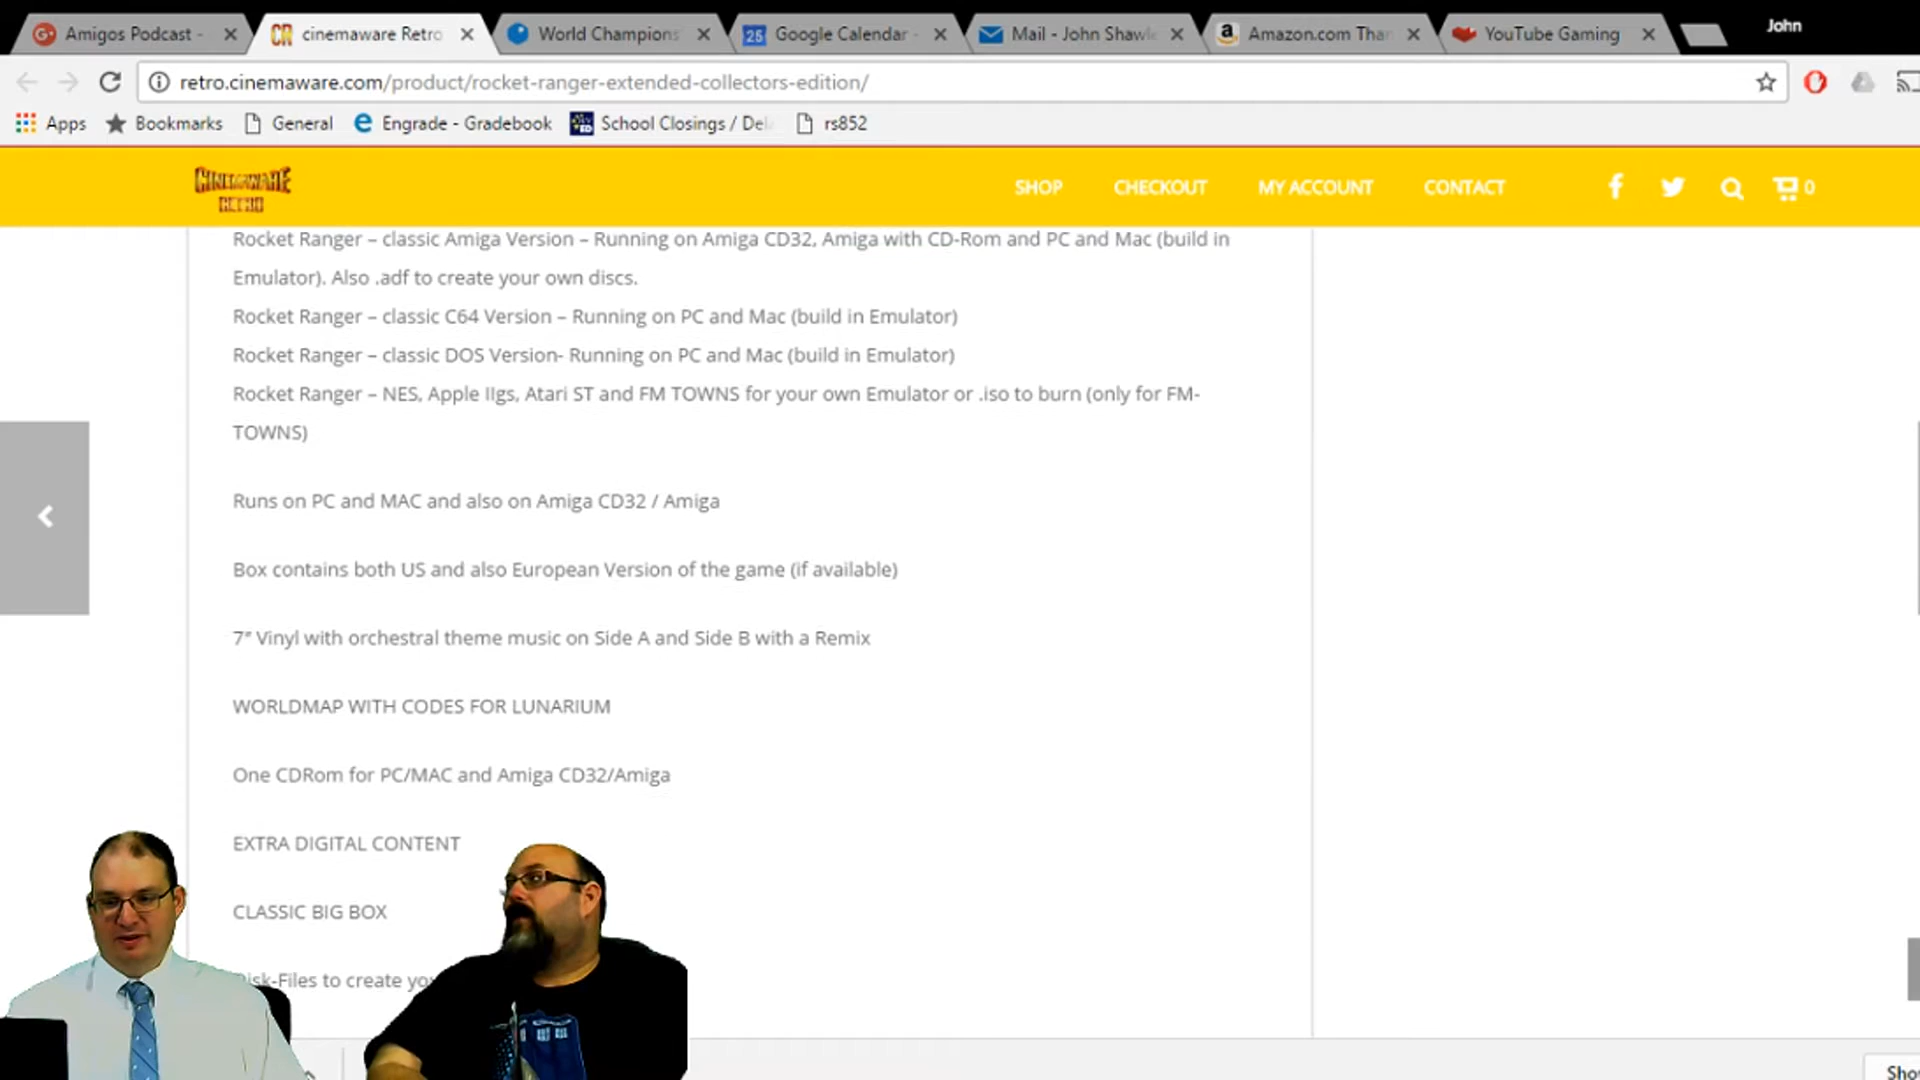 Amigos Podcast -
cinemaware Retro
World Champions
25
Google Calendar -
Mail - John Shawle
Amazon.com Than
YouTube Gaming
John
retro.cinemaware.com/product/rocket-ranger-extended-collectors-edition/
Apps
Bookmarks
General
Engrade - Gradebook
School Closings / Del
rs852
CINEMAWARE
RETRO
SHOP
CHECKOUT
MY ACCOUNT
CONTACT
0
Rocket Ranger – classic Amiga Version – Running on Amiga CD32, Amiga with CD-Rom and PC and Mac (build in
Emulator). Also .adf to create your own discs.
Rocket Ranger – classic C64 Version – Running on PC and Mac (build in Emulator)
Rocket Ranger – classic DOS Version- Running on PC and Mac (build in Emulator)
Rocket Ranger – NES, Apple IIgs, Atari ST and FM TOWNS for your own Emulator or .iso to burn (only for FM-
TOWNS)
Runs on PC and MAC and also on Amiga CD32 / Amiga
Box contains both US and also European Version of the game (if available)
7″ Vinyl with orchestral theme music on Side A and Side B with a Remix
WORLDMAP WITH CODES FOR LUNARIUM
One CDRom for PC/MAC and Amiga CD32/Amiga
EXTRA DIGITAL CONTENT
CLASSIC BIG BOX
isk-Files to create yo
Sho